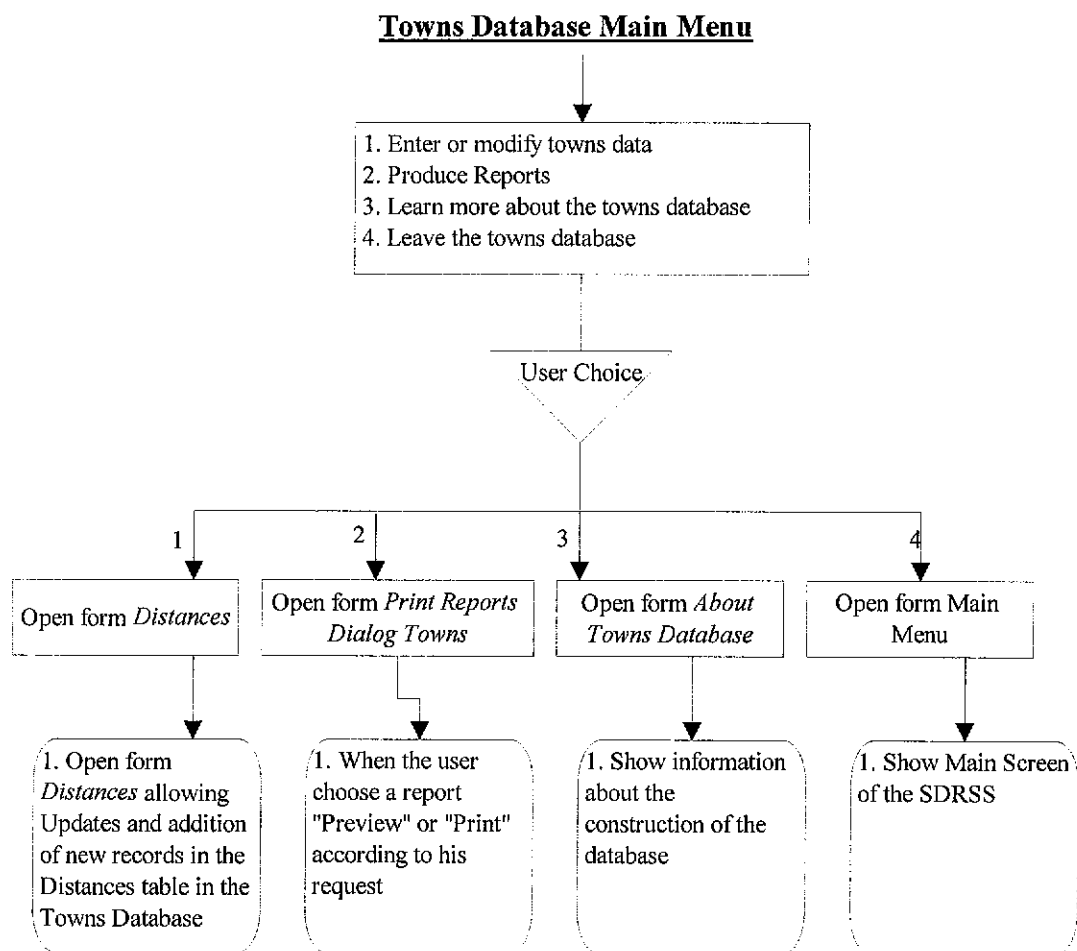 Towns Database Main Menu
1. Enter or modify towns data
2. Produce Reports
3. Learn more about the towns database
4. Leave the towns database
User Choice
1
2
3
4
Open form Distances
Open form Print Reports
Dialog Towns
Open form About
Towns Database
Open form Main
Menu
1. Open form
Distances allowing
Updates and addition
of new records in the
Distances table in the
Towns Database
1. When the user
choose a report
"Preview" or "Print"
according to his
request
1. Show information
about the
construction of the
database
1. Show Main Screen
of the SDRSS